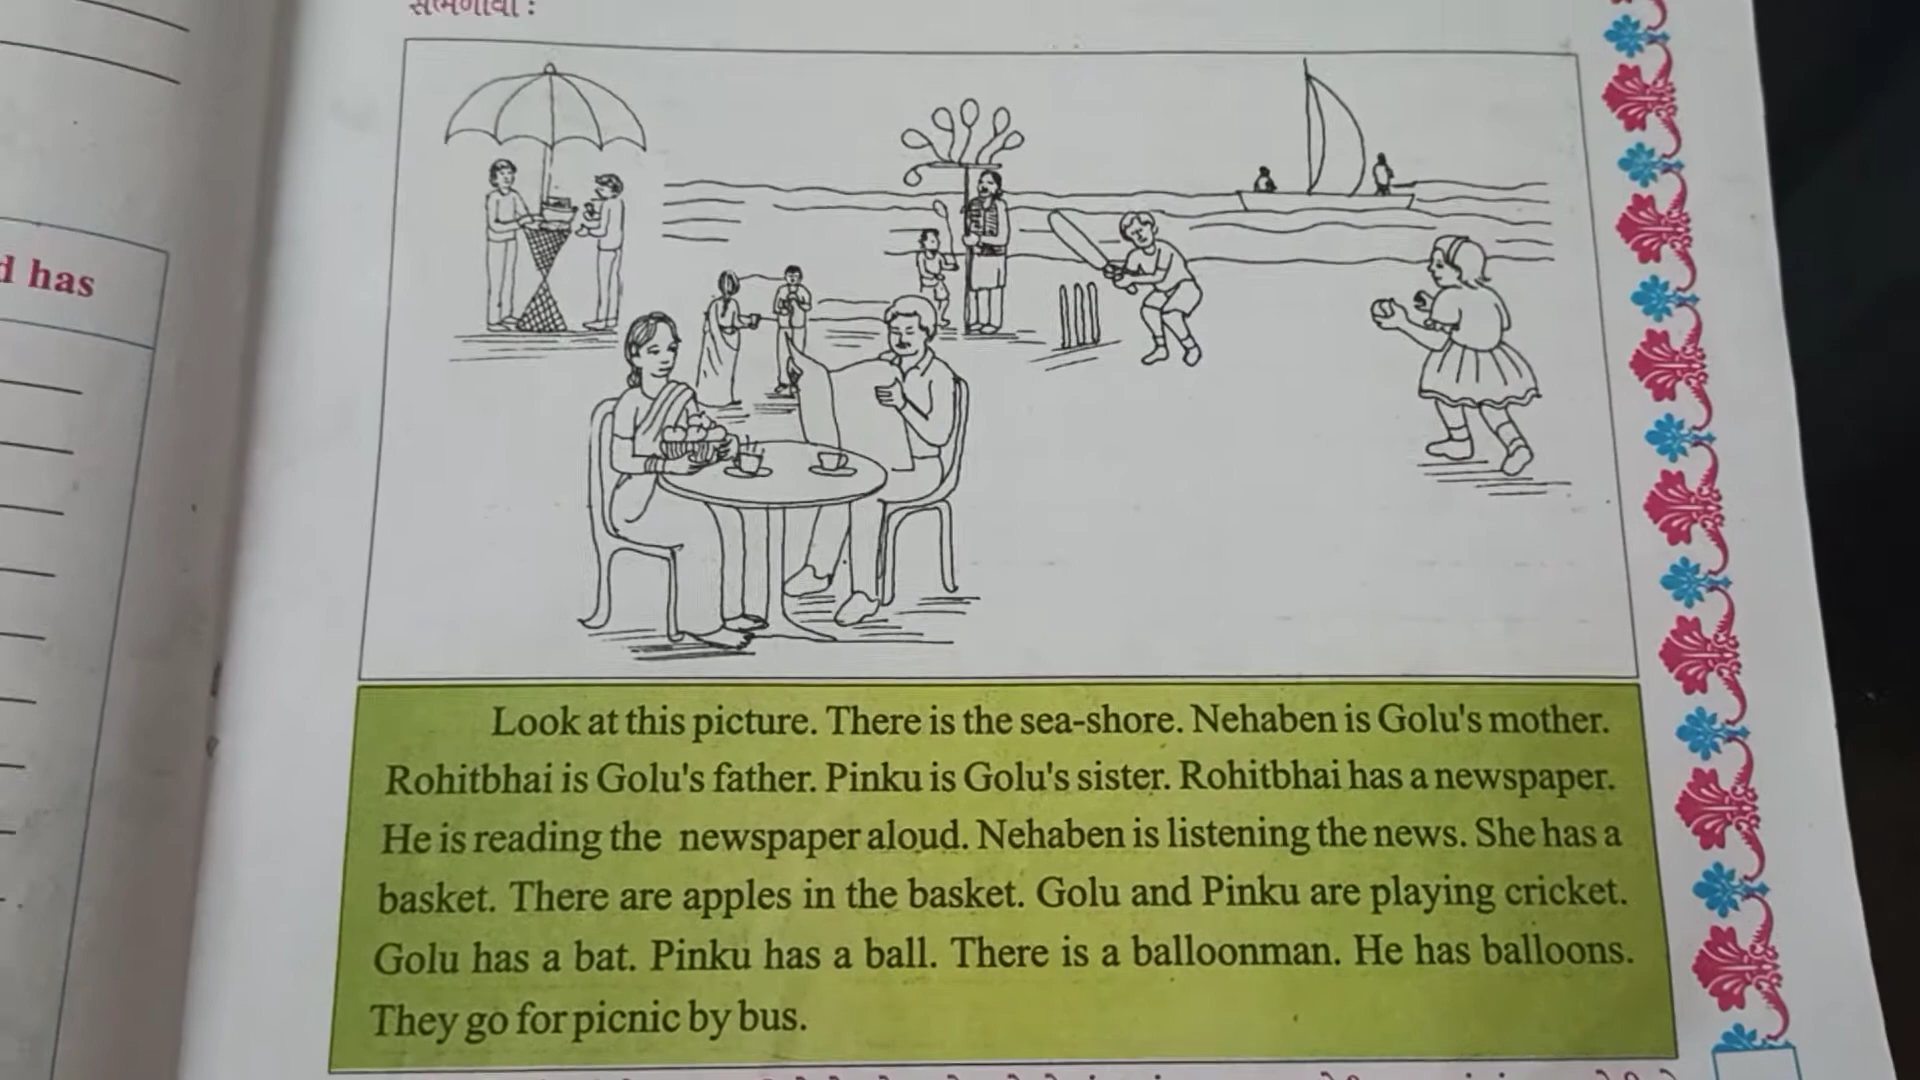 સંભળાવો :
d has
Look at this picture. There is the sea-shore. Nehaben is Golu's mother.
Rohitbhai is Golu's father. Pinku is Golu's sister. Rohitbhai has a newspaper.
He is reading the newspaper aloud. Nehaben is listening the news. She has a
basket. There are apples in the basket. Golu and Pinku are playing cricket.
Golu has a bat. Pinku has a ball. There is a balloonman. He has balloons.
They go for picnic by bus.